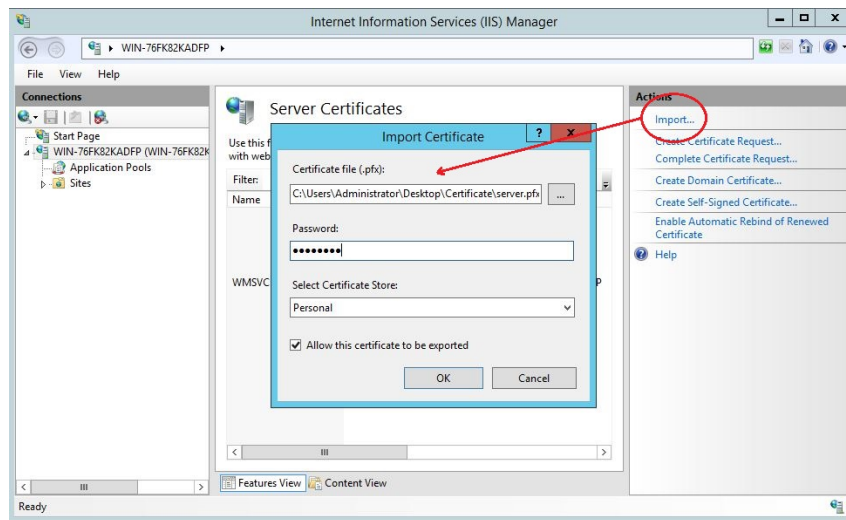 Internet Information Services (IIS) Manager
WIN-76FK82KADFP
File View Help
Connections
Start Page
WIN-76FK82KADFP (WIN-76FK82K
Application Pools
Sites
Server Certificates
Use this f
with web
Filter:
Name
WMSVC
Import Certificate
Certificate file (.pfx):
C:\Users\Administrator\Desktop\Certificate\server.pfx
...
Password:
Select Certificate Store:
Personal
Allow this certificate to be exported
OK Cancel
Features View Content View
Actions
Import...
Create Certificate Request...
Complete Certificate Request...
Create Domain Certificate...
Create Self-Signed Certificate...
Enable Automatic Rebind of Renewed
Certificate
Help
Ready